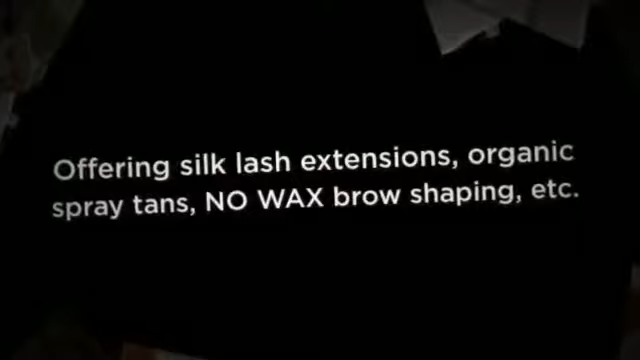 Offering silk lash extensions, organic
spray tans, NO WAX brow shaping, etc.